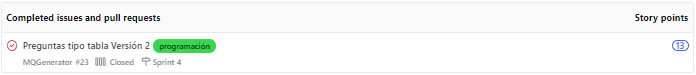 Completed issues and pull requests Story points
Preguntas tipo tabla Versión 2 programación 13
MQGenerator #23 Closed Sprint 4